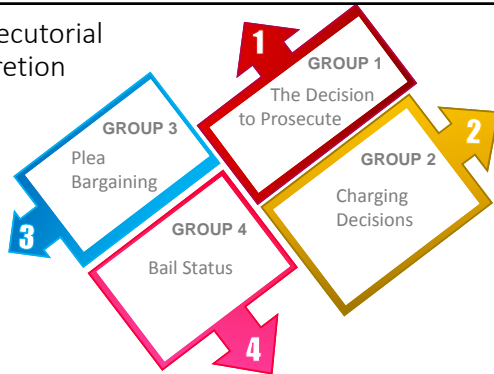 ecutorial
retion
1
GROUP 1
The Decision
to Prosecute
2
GROUP 2
Charging
Decisions
GROUP 3
Plea
Bargaining
3
GROUP 4
Bail Status
4